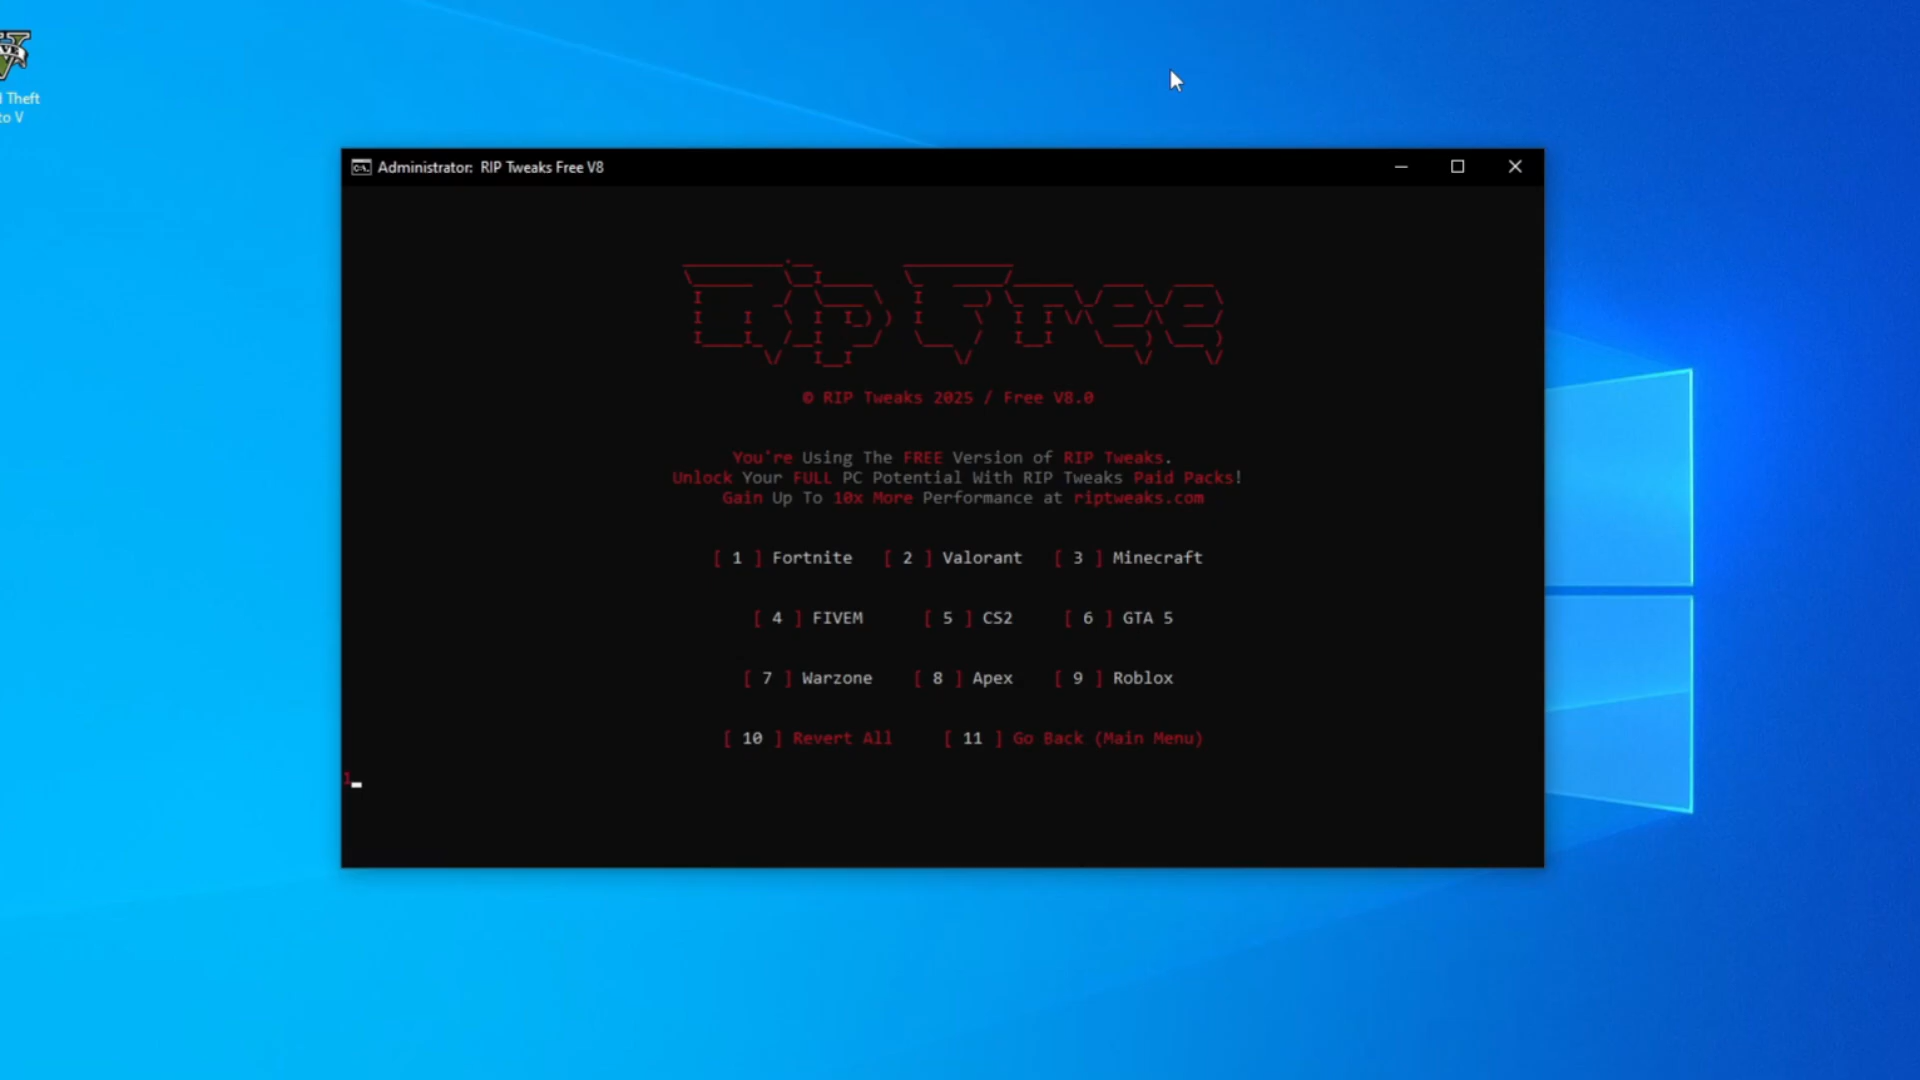 d Theft
to V
Administrator: RIP Tweaks Free V8
Rip Free
© RIP Tweaks 2025 / Free V8.0
You're Using The FREE Version of RIP Tweaks.
Unlock Your FULL PC Potential With RIP Tweaks Paid Packs!
Gain Up To 10x More Performance at riptweaks.com
[ 1 ] Fortnite [ 2 ] Valorant [ 3 ] Minecraft
[ 4 ] FIVEM [ 5 ] CS2 [ 6 ] GTA 5
[ 7 ] Warzone [ 8 ] Apex [ 9 ] Roblox
[ 10 ] Revert All [ 11 ] Go Back (Main Menu)
1